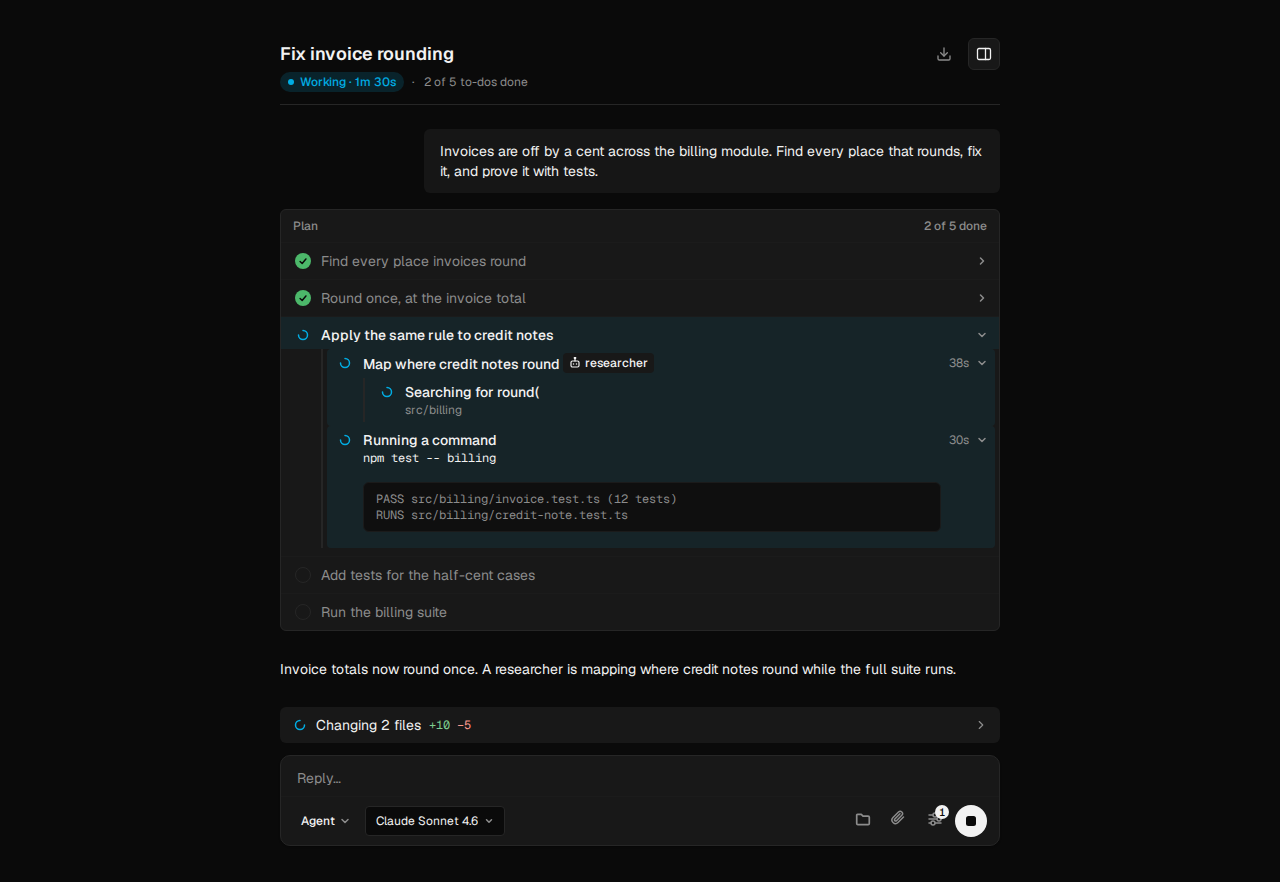 Fix invoice rounding
Working · 1m 30s · 2 of 5 to-dos done
Invoices are off by a cent across the billing module. Find every place that rounds, fix
it, and prove it with tests.
Plan 2 of 5 done
Find every place invoices round
Round once, at the invoice total
Apply the same rule to credit notes
Map where credit notes round researcher 38s
Searching for round(
src/billing
Running a command 30s
npm test -- billing
PASS src/billing/invoice.test.ts (12 tests)
RUNS src/billing/credit-note.test.ts
Add tests for the half-cent cases
Run the billing suite
Invoice totals now round once. A researcher is mapping where credit notes round while the full suite runs.
Changing 2 files +10 −5
Reply…
Agent Claude Sonnet 4.6 1